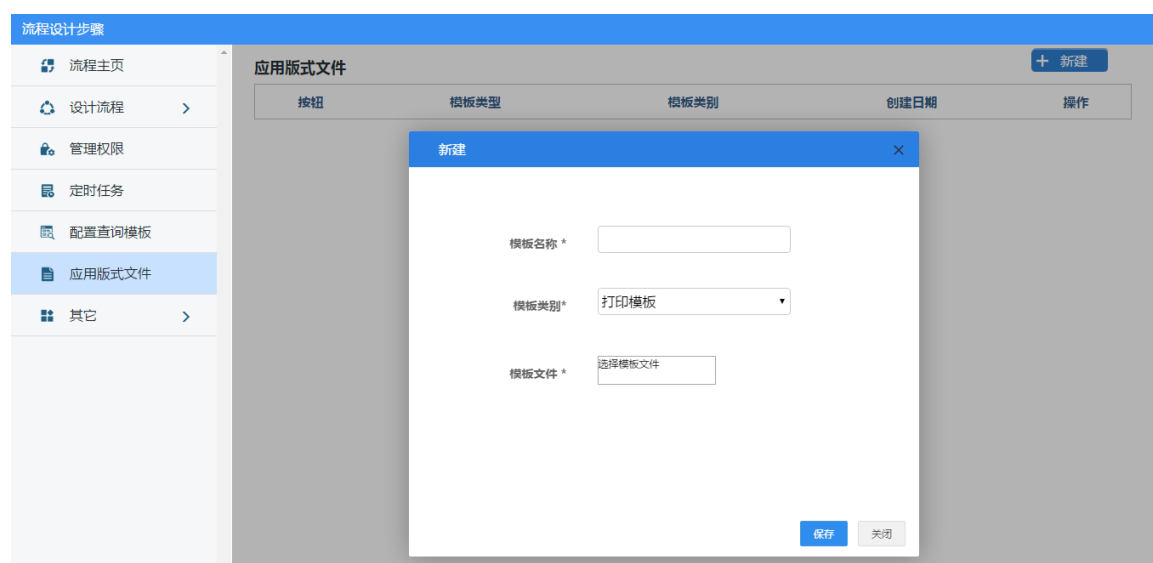 流程设计步骤
流程主页
设计流程
管理权限
定时任务
配置查询模板
应用版式文件
其它
应用版式文件
+ 新建
按钮 模板类型 模板类别 创建日期 操作
新建 ×
模板名称 *
模板类别* 打印模板
模板文件 * 选择模板文件
保存 关闭